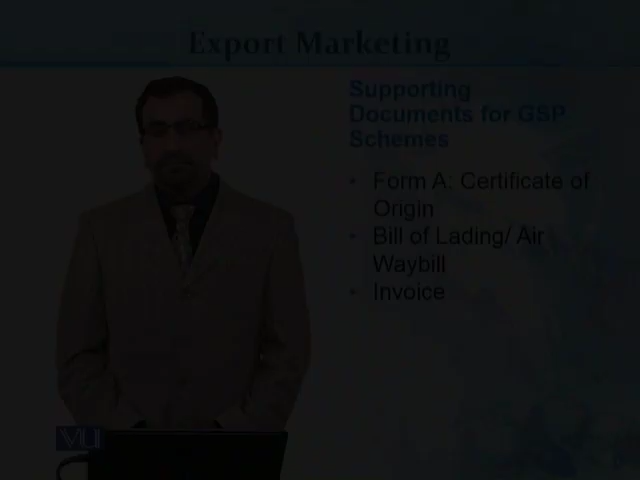 Export Marketing
Supporting
Documents for GSP
Schemes
• Form A: Certificate of
Origin
• Bill of Lading/ Air
Waybill
• Invoice
VU